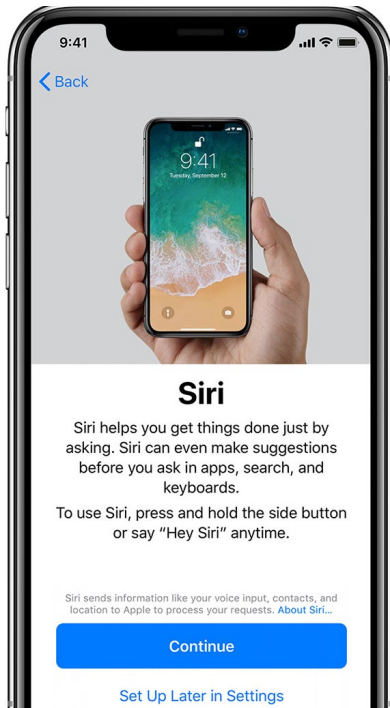 9:41
Back
9:41
Tuesday, September 12
Siri
Siri helps you get things done just by
asking. Siri can even make suggestions
before you ask in apps, search, and
keyboards.
To use Siri, press and hold the side button
or say “Hey Siri” anytime.
Siri sends information like your voice input, contacts, and
location to Apple to process your requests. About Siri...
Continue
Set Up Later in Settings